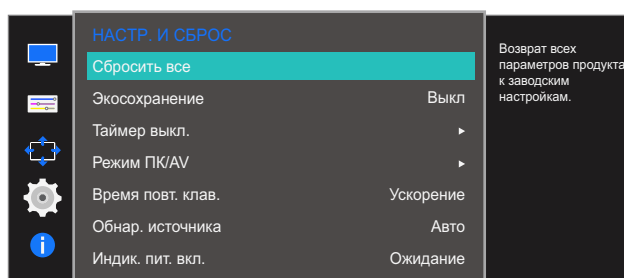 НАСТР. И СБРОС
Сбросить все
Экосохранение Выкл
Таймер выкл.
Режим ПК/AV
Время повт. клав. Ускорение
Обнар. источника Авто
Индик. пит. вкл. Ожидание
Возврат всех
параметров продукта
к заводским
настройкам.